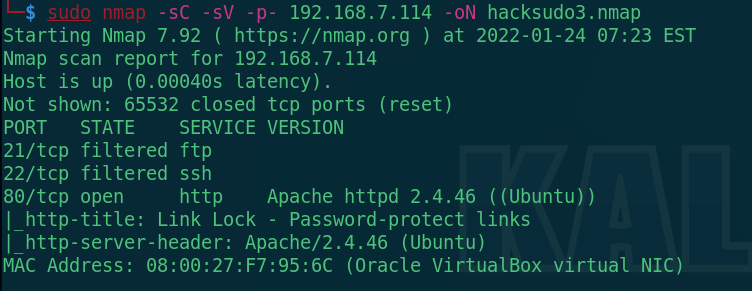 └─$ sudo nmap -sC -sV -p- 192.168.7.114 -oN hacksudo3.nmap
Starting Nmap 7.92 ( https://nmap.org ) at 2022-01-24 07:23 EST
Nmap scan report for 192.168.7.114
Host is up (0.00040s latency).
Not shown: 65532 closed tcp ports (reset)
PORT   STATE    SERVICE VERSION
21/tcp filtered ftp
22/tcp filtered ssh
80/tcp open     http    Apache httpd 2.4.46 ((Ubuntu))
|_http-title: Link Lock - Password-protect links
|_http-server-header: Apache/2.4.46 (Ubuntu)
MAC Address: 08:00:27:F7:95:6C (Oracle VirtualBox virtual NIC)
KAL